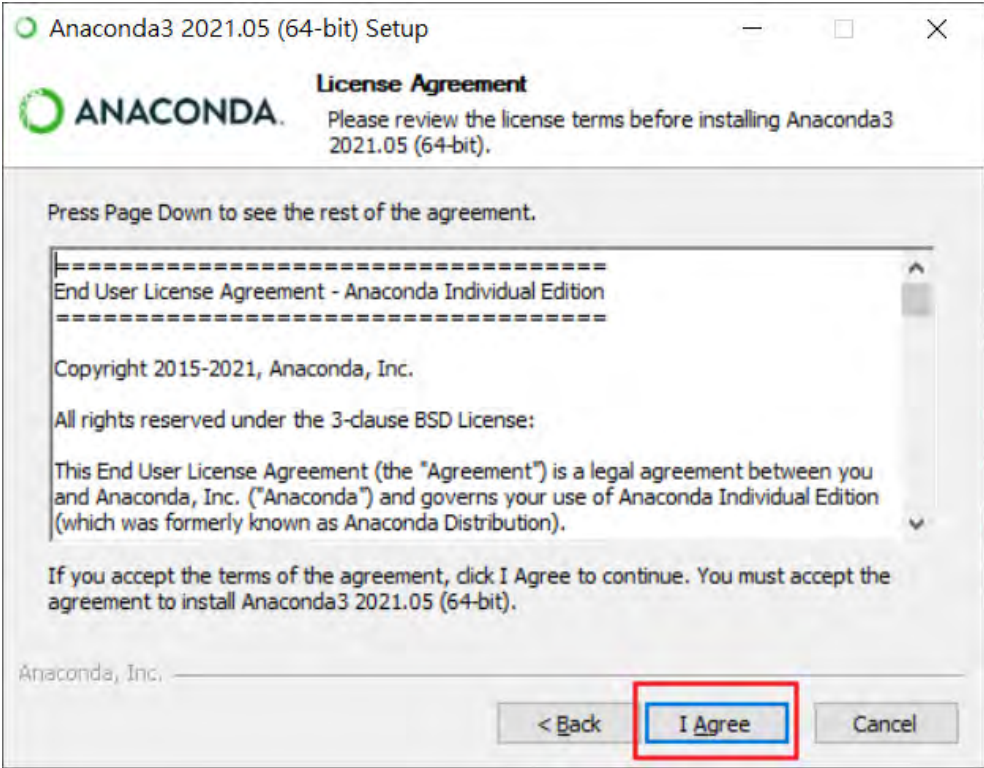 Anaconda3 2021.05 (64-bit) Setup
ANACONDA.
License Agreement
Please review the license terms before installing Anaconda3
2021.05 (64-bit).
Press Page Down to see the rest of the agreement.
===================================
End User License Agreement - Anaconda Individual Edition
===================================
Copyright 2015-2021, Anaconda, Inc.
All rights reserved under the 3-clause BSD License:
This End User License Agreement (the "Agreement") is a legal agreement between you
and Anaconda, Inc. ("Anaconda") and governs your use of Anaconda Individual Edition
(which was formerly known as Anaconda Distribution).
If you accept the terms of the agreement, click I Agree to continue. You must accept the
agreement to install Anaconda3 2021.05 (64-bit).
Anaconda, Inc.
< Back
I Agree
Cancel